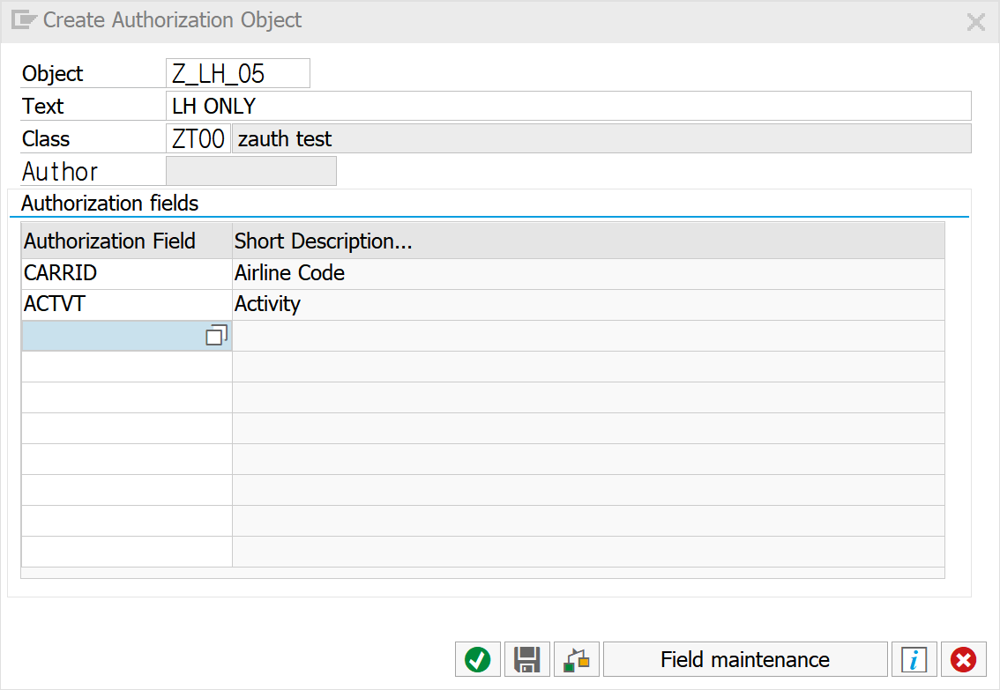 Create Authorization Object
Object Z_LH_05
Text LH ONLY
Class ZT00 zauth test
Author
Authorization fields
Authorization Field Short Description...
CARRID Airline Code
ACTVT Activity
Field maintenance i